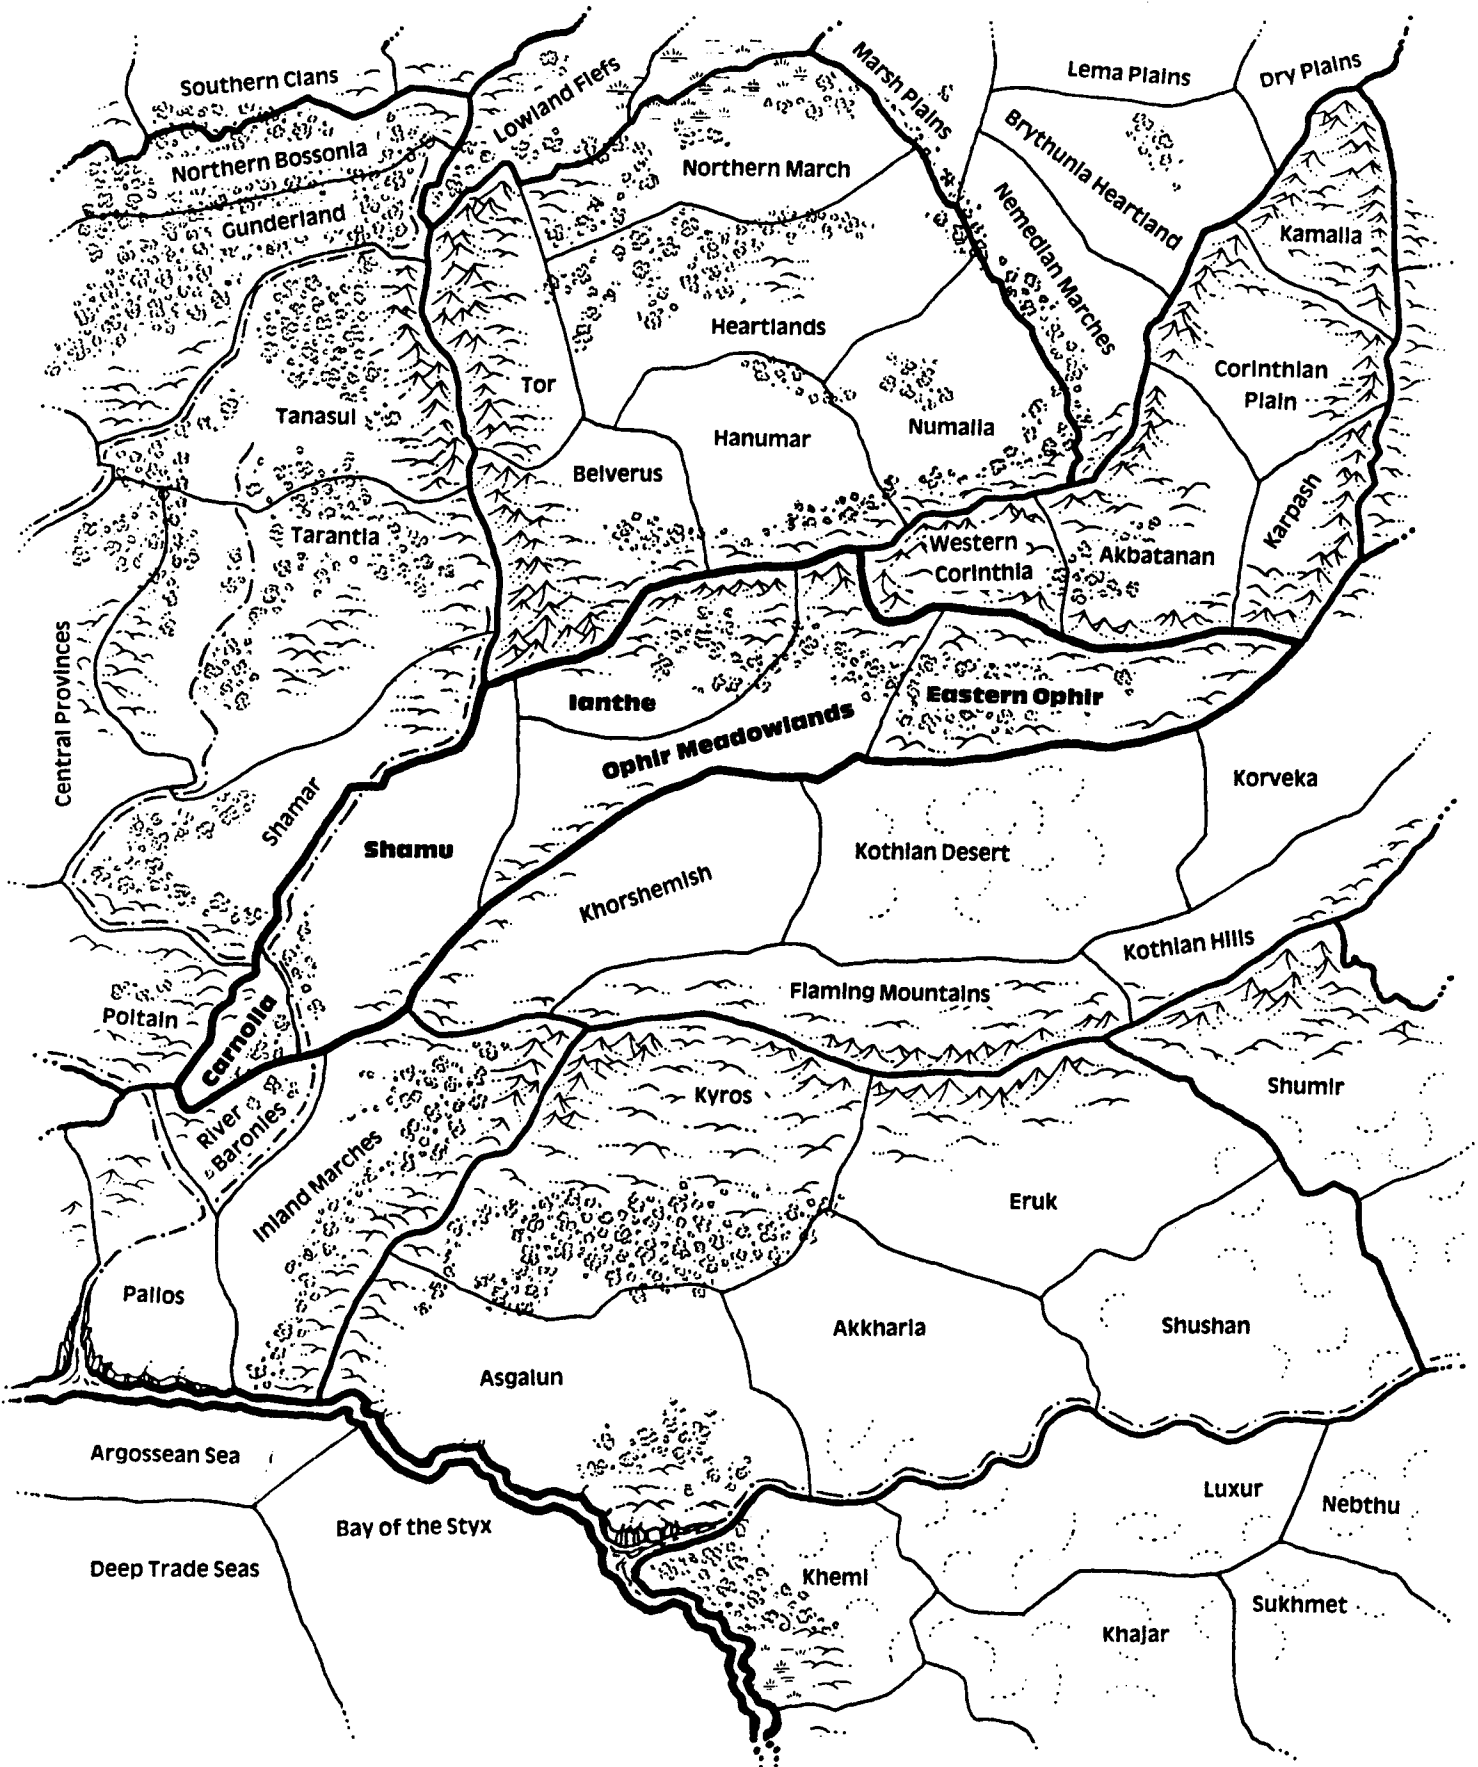 Southern Clans
Lowland Fiefs
Marsh Plains
Lema Plains
Dry Plains
Northern Bossonia
Northern March
Brythunia Heartland
Gunderland
Nemedian Marches
Kamalia
Heartlands
Tor
Corinthian
Plain
Tanasul
Numalia
Hanumar
Belverus
Karpash
Tarantia
Western
Corinthia
Akbatanan
Central Provinces
Ianthe
Eastern Ophir
Ophir Meadowlands
Korveka
Shamar
Shamu
Kothian Desert
Khorshemish
Kothian Hills
Flaming Mountains
Poitain
Carnolia
Shumir
Kyros
River
Baronies
Inland Marches
Eruk
Pallos
Akkharia
Shushan
Asgalun
Argossean Sea
Luxur
Nebthu
Bay of the Styx
Deep Trade Seas
Khemi
Sukhmet
Khajar